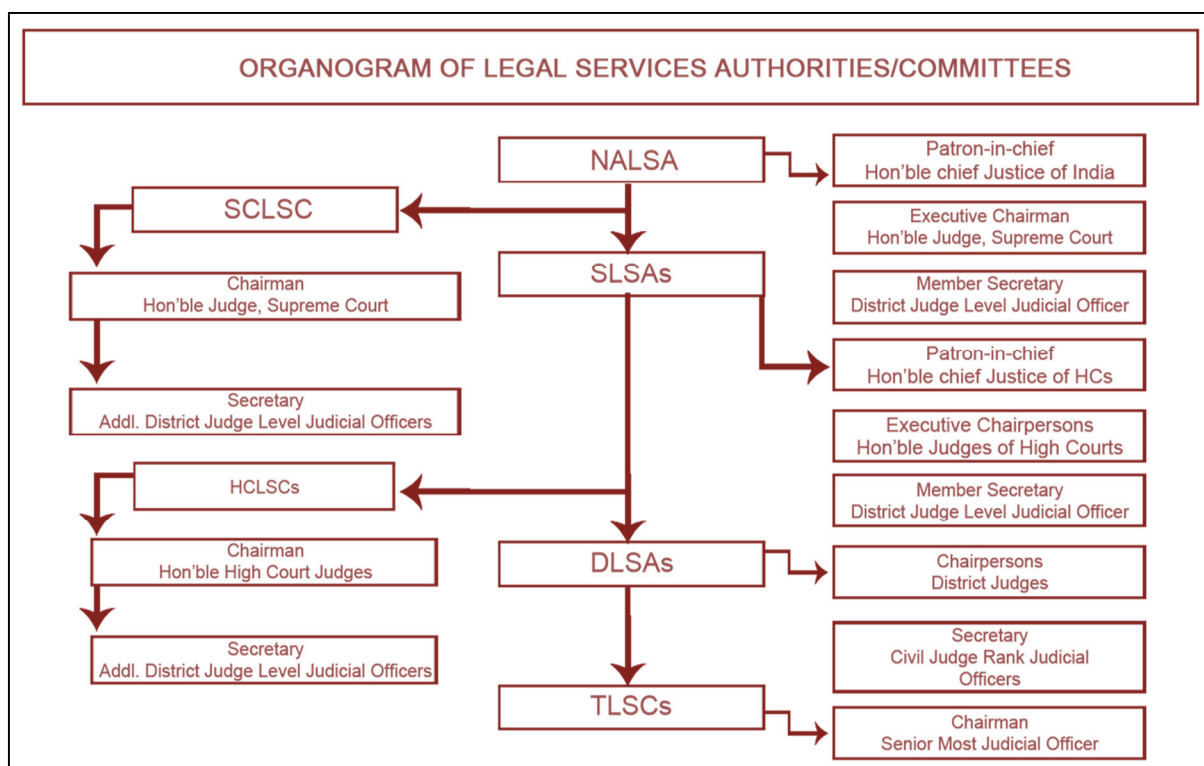 ORGANOGRAM OF LEGAL SERVICES AUTHORITIES/COMMITTEES
NALSA
Patron-in-chief
Hon'ble chief Justice of India
SCLSC
Executive Chairman
Hon'ble Judge, Supreme Court
SLSAs
Chairman
Hon'ble Judge, Supreme Court
Member Secretary
District Judge Level Judicial Officer
Patron-in-chief
Hon'ble chief Justice of HCs
Secretary
Addl. District Judge Level Judicial Officers
Executive Chairpersons
Hon'ble Judges of High Courts
HCLSCs
Member Secretary
District Judge Level Judicial Officer
Chairman
Hon'ble High Court Judges
DLSAs
Chairpersons
District Judges
Secretary
Addl. District Judge Level Judicial Officers
Secretary
Civil Judge Rank Judicial
Officers
TLSCs
Chairman
Senior Most Judicial Officer